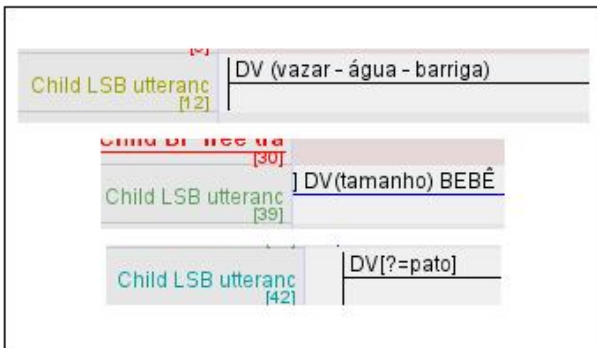 DV (vazar - água - barriga)
Child LSB utteranc
[12]
[30]
] DV(tamanho) BEBÊ
Child LSB utteranc
[39]
DV[?=pato]
Child LSB utteranc
[42]